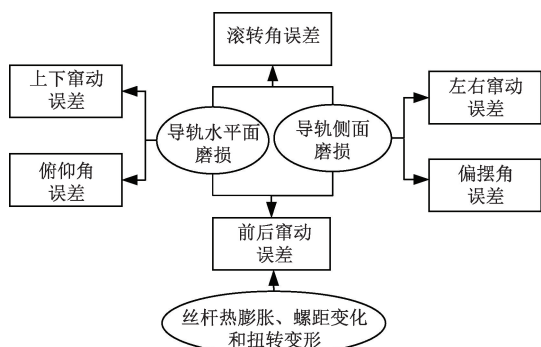 滚转角误差
上下窜动
误差
左右窜动
误差
导轨水平面
磨损
导轨侧面
磨损
俯仰角
误差
偏摆角
误差
前后窜动
误差
丝杆热膨胀、螺距变化
和扭转变形